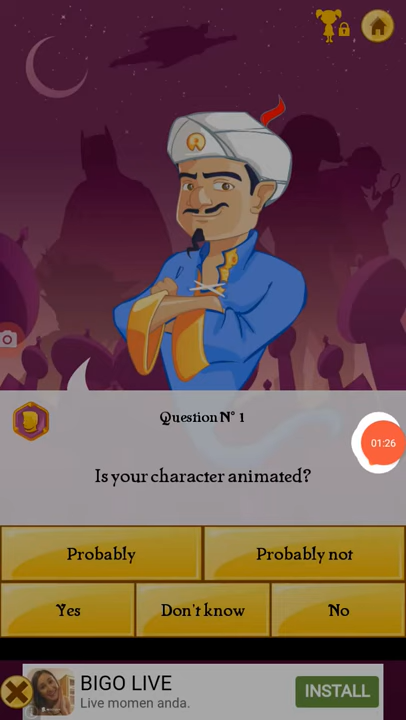 Question N° 1
01:26
Is your character animated?
Probably
Probably not
Yes
Don't know
No
BIGO LIVE
Live momen anda.
INSTALL